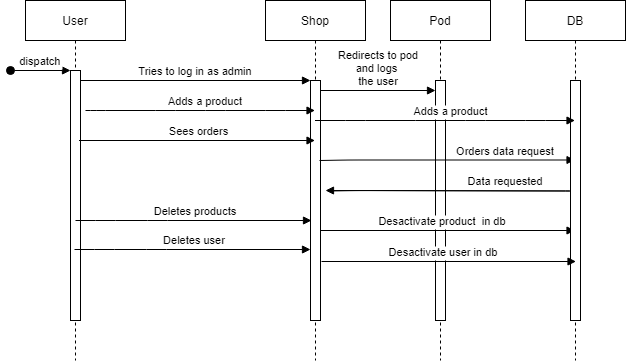 User
Shop
Pod
DB
dispatch
Tries to log in as admin
Redirects to pod
and logs
the user
Adds a product
Adds a product
Sees orders
Orders data request
Data requested
Deletes products
Desactivate product in db
Deletes user
Desactivate user in db